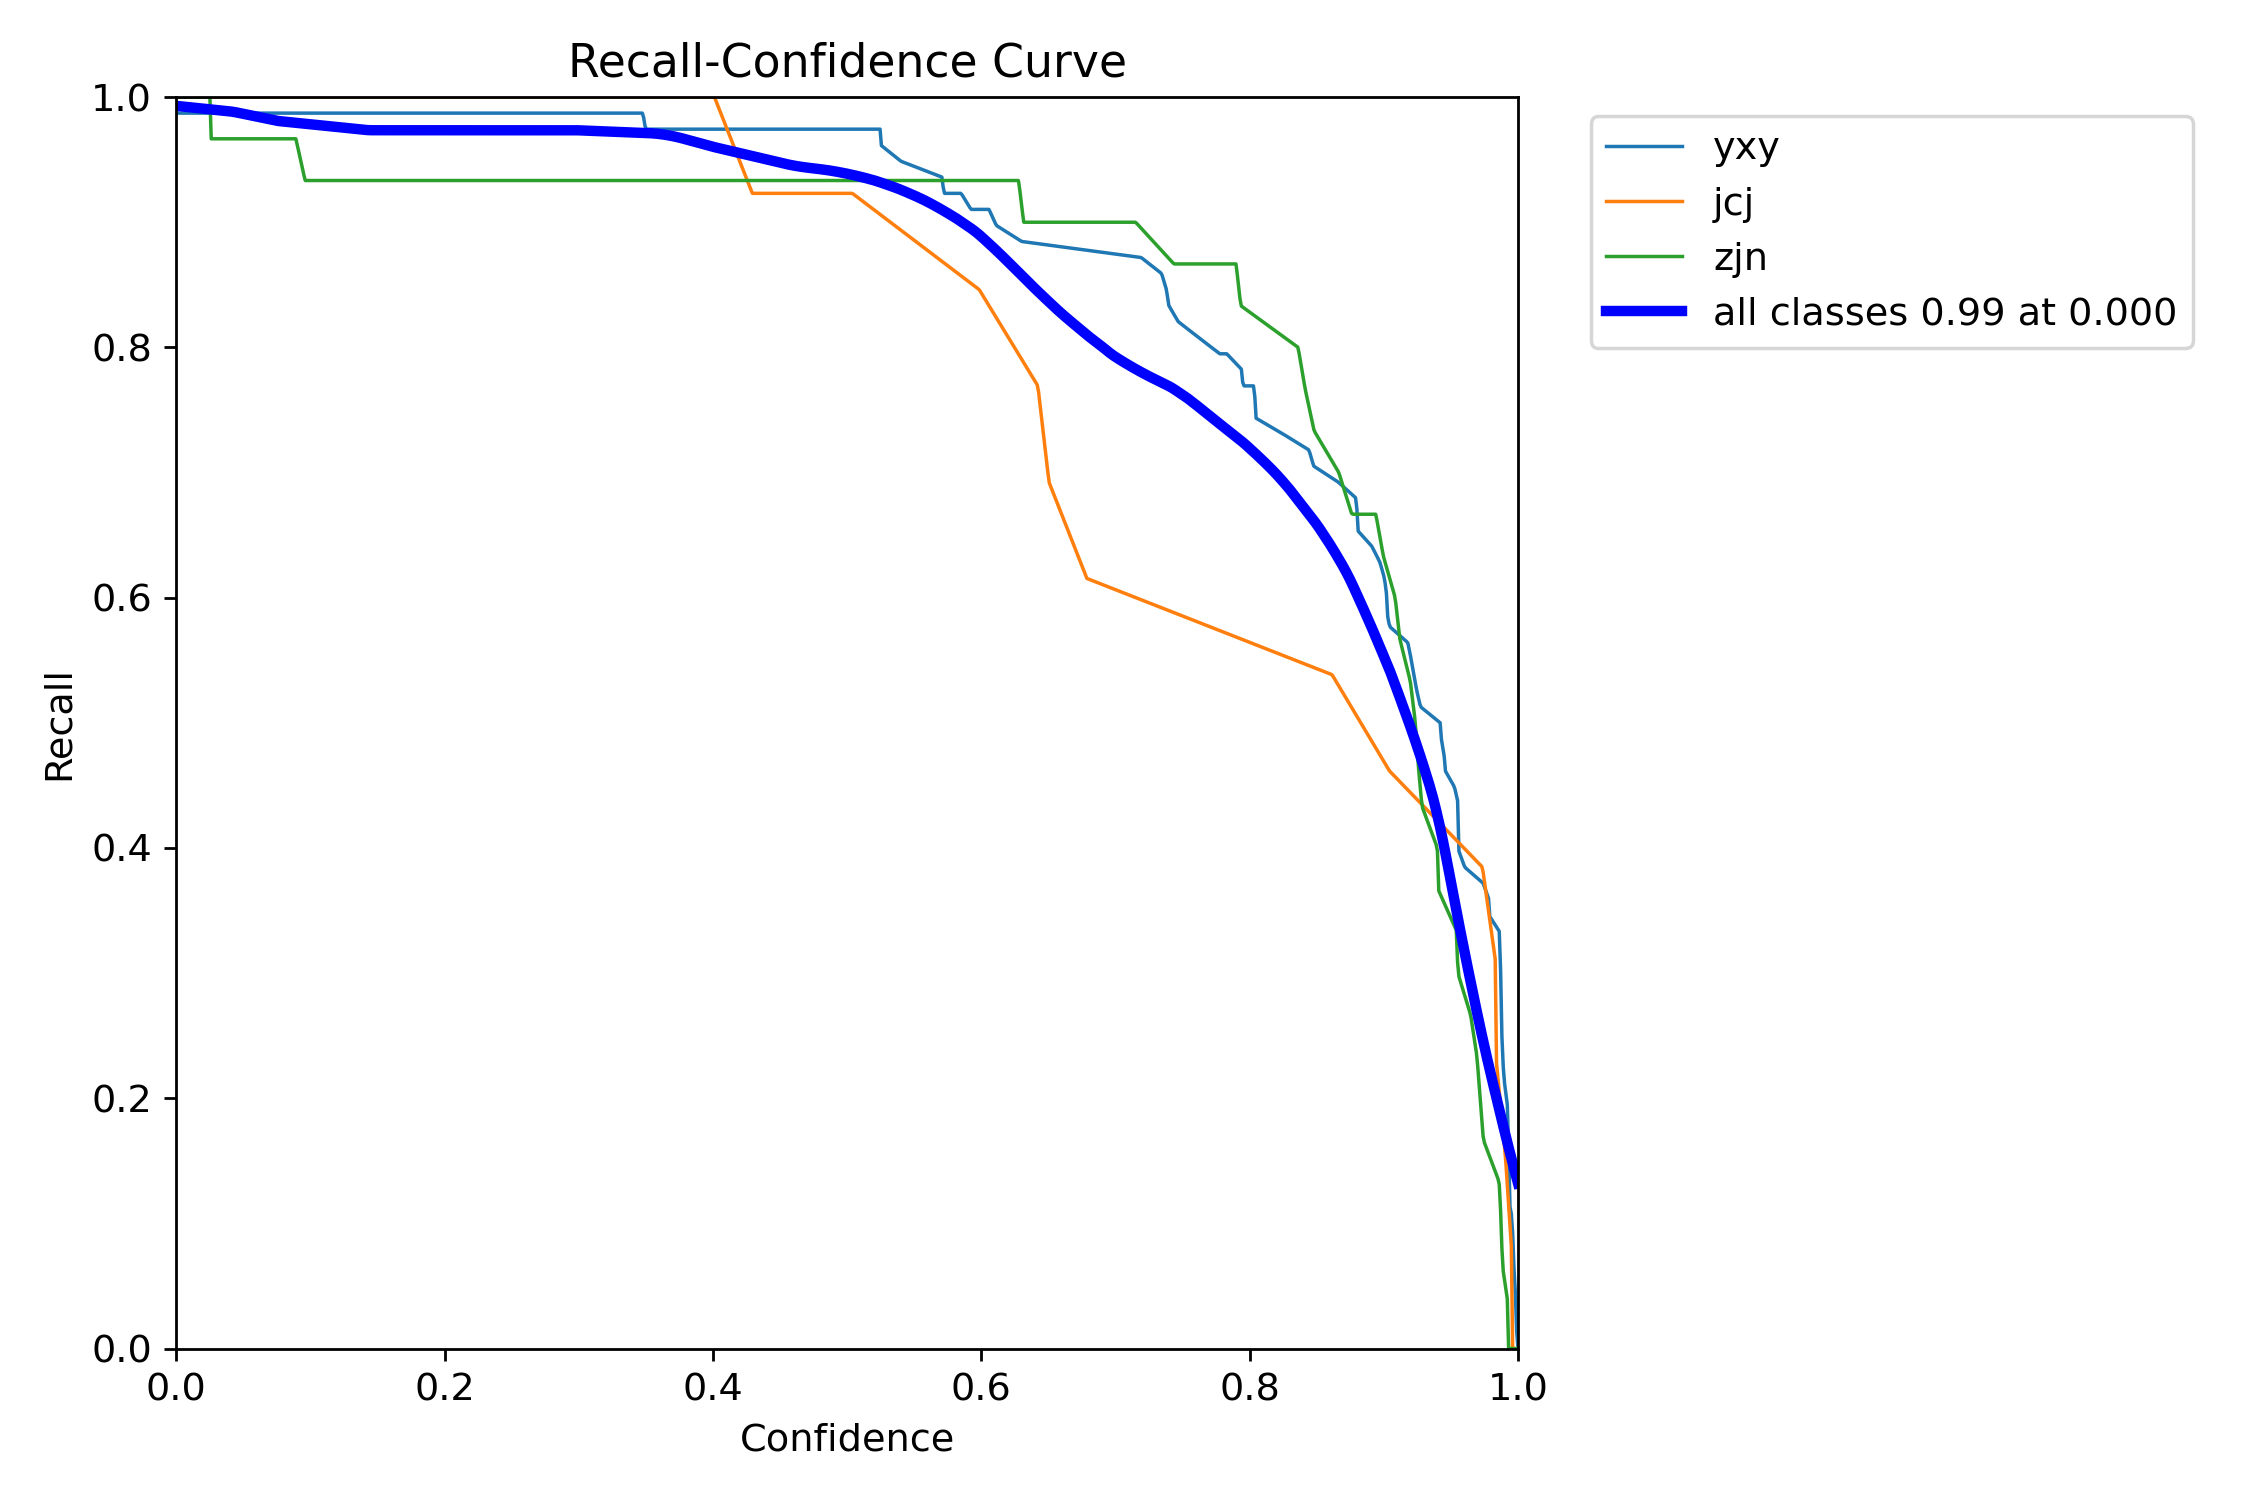 Recall-Confidence Curve
1.0
0.8
0.6
0.4
0.2
0.0
Recall
0.0 0.2 0.4 0.6 0.8 1.0
Confidence
yxy
jcj
zjn
all classes 0.99 at 0.000